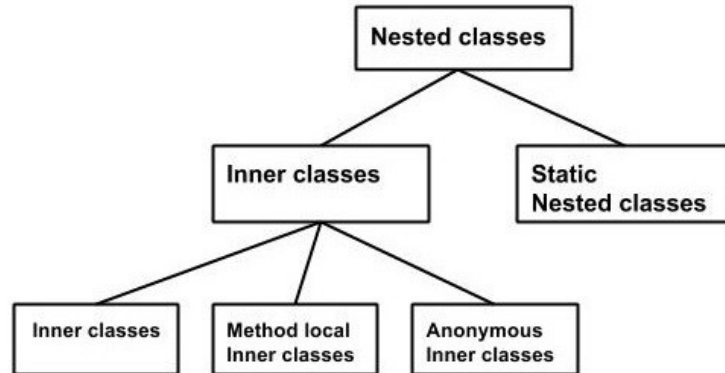 Nested classes
Inner classes
Static
Nested classes
Inner classes
Method local
Inner classes
Anonymous
Inner classes